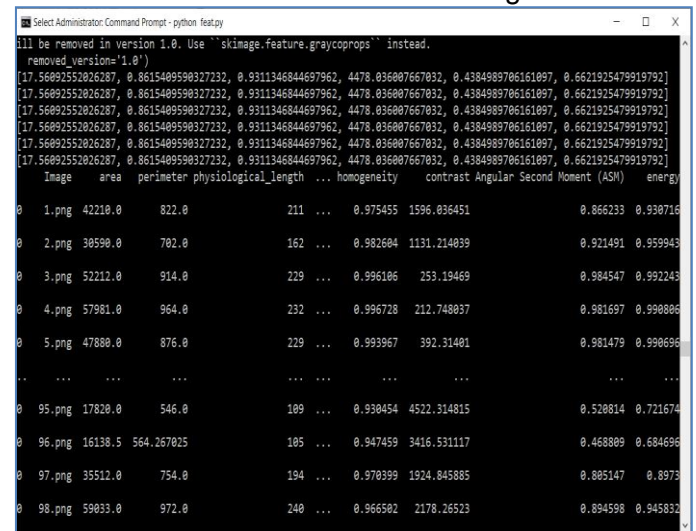 Select Administrator: Command Prompt - python feat.py
ill be removed in version 1.0. Use ``skimage.feature.graycoprops`` instead.
removed_version='1.0')
[17.56092552026287, 0.8615409590327232, 0.9311346844697962, 4478.036007667032, 0.4384989706161097, 0.6621925479919792]
[17.56092552026287, 0.8615409590327232, 0.9311346844697962, 4478.036007667032, 0.4384989706161097, 0.6621925479919792]
[17.56092552026287, 0.8615409590327232, 0.9311346844697962, 4478.036007667032, 0.4384989706161097, 0.6621925479919792]
[17.56092552026287, 0.8615409590327232, 0.9311346844697962, 4478.036007667032, 0.4384989706161097, 0.6621925479919792]
[17.56092552026287, 0.8615409590327232, 0.9311346844697962, 4478.036007667032, 0.4384989706161097, 0.6621925479919792]
[17.56092552026287, 0.8615409590327232, 0.9311346844697962, 4478.036007667032, 0.4384989706161097, 0.6621925479919792]
Image area perimeter physiological_length ... homogeneity contrast Angular Second Moment (ASM) energy
0 1.png 42210.0 822.0 211 ... 0.975455 1596.036451 0.866233 0.930716
0 2.png 30590.0 702.0 162 ... 0.982604 1131.214039 0.921491 0.959943
0 3.png 52212.0 914.0 229 ... 0.996106 253.19469 0.984547 0.992243
0 4.png 57981.0 964.0 232 ... 0.996728 212.748037 0.981697 0.990806
0 5.png 47880.0 876.0 229 ... 0.993967 392.31401 0.981479 0.990696
.. ... ... ... ... ... ... ... ... ...
0 95.png 17820.0 546.0 109 ... 0.930454 4522.314815 0.520814 0.721674
0 96.png 16138.5 564.267025 105 ... 0.947459 3416.531117 0.468809 0.684696
0 97.png 35512.0 754.0 194 ... 0.970399 1924.845885 0.805147 0.8973
0 98.png 59033.0 972.0 240 ... 0.966502 2178.26523 0.894598 0.945832